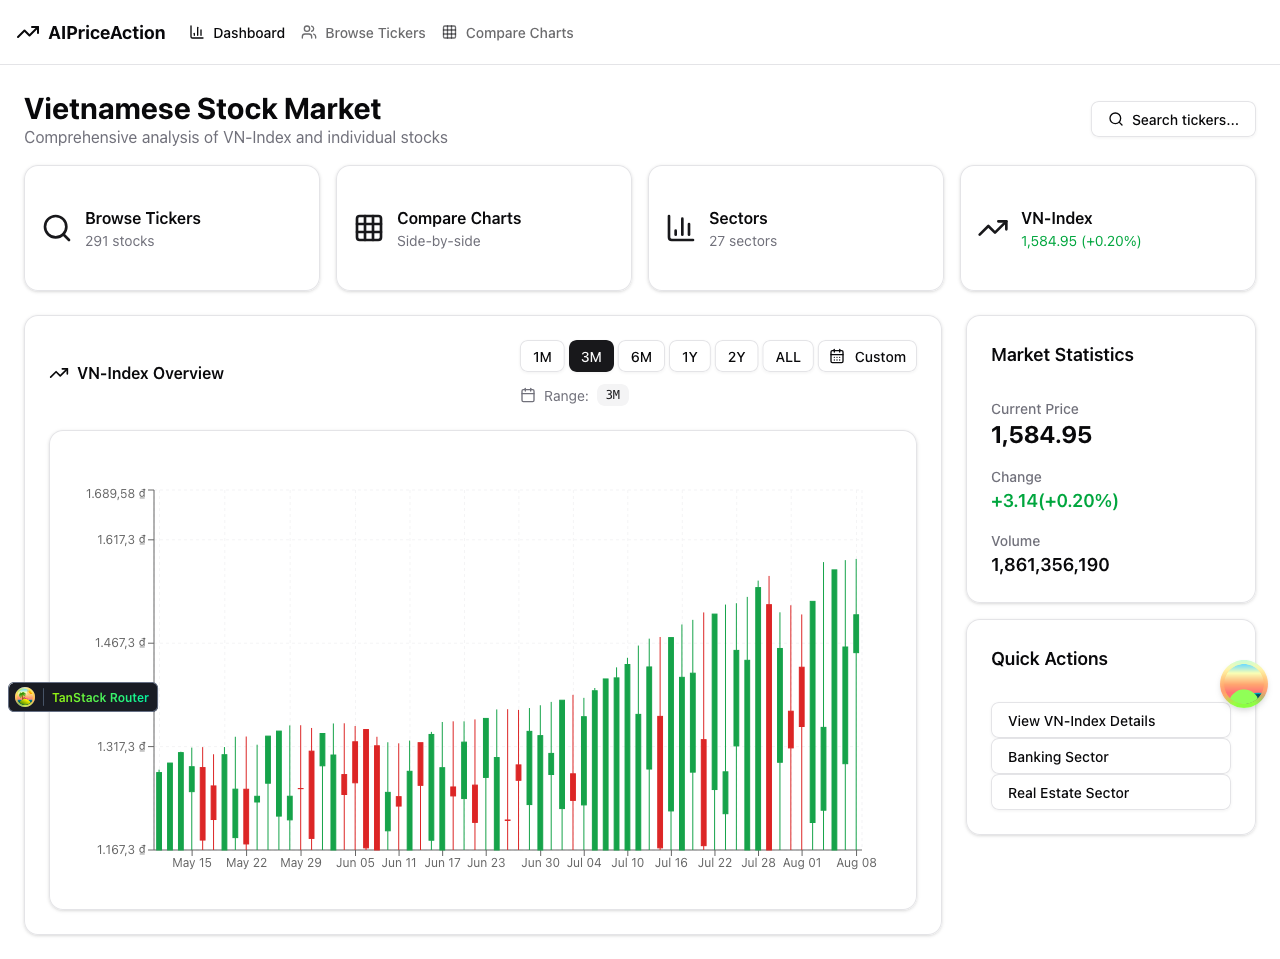 AIPriceAction
Dashboard
Browse Tickers
Compare Charts
Vietnamese Stock Market
Comprehensive analysis of VN-Index and individual stocks
Search tickers...
Browse Tickers
291 stocks
Compare Charts
Side-by-side
Sectors
27 sectors
VN-Index
1,584.95 (+0.20%)
VN-Index Overview
1M
3M
6M
1Y
2Y
ALL
Custom
Range: 3M
1.689,58 ₫
1.617,3 ₫
1.467,3 ₫
1.317,3 ₫
1.167,3 ₫
May 15
May 22
May 29
Jun 05
Jun 11
Jun 17
Jun 23
Jun 30
Jul 04
Jul 10
Jul 16
Jul 22
Jul 28
Aug 01
Aug 08
TanStack Router
Market Statistics
Current Price
1,584.95
Change
+3.14(+0.20%)
Volume
1,861,356,190
Quick Actions
View VN-Index Details
Banking Sector
Real Estate Sector